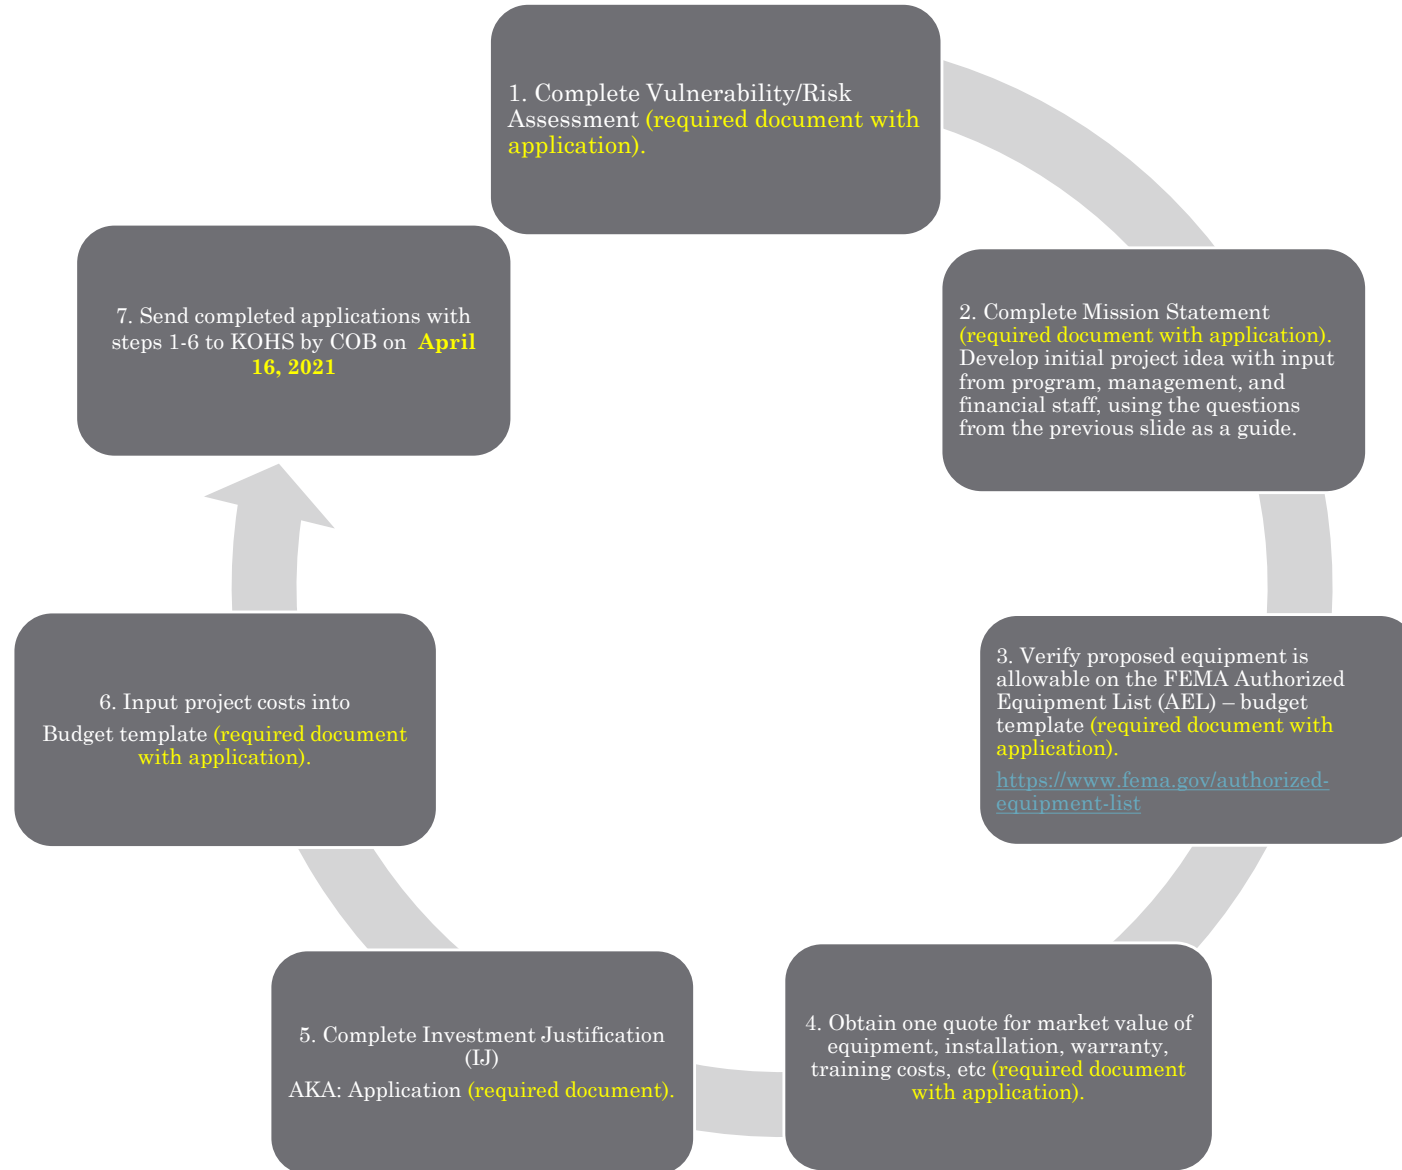 1. Complete Vulnerability/Risk
Assessment (required document with
application).
2. Complete Mission Statement
(required document with application).
Develop initial project idea with input
from program, management, and
financial staff, using the questions
from the previous slide as a guide.
3. Verify proposed equipment is
allowable on the FEMA Authorized
Equipment List (AEL) – budget
template (required document with
application).
https://www.fema.gov/authorized-
equipment-list
4. Obtain one quote for market value of
equipment, installation, warranty,
training costs, etc (required document
with application).
5. Complete Investment Justification
(IJ)
AKA: Application (required document).
6. Input project costs into
Budget template (required document
with application).
7. Send completed applications with
steps 1-6 to KOHS by COB on April
16, 2021